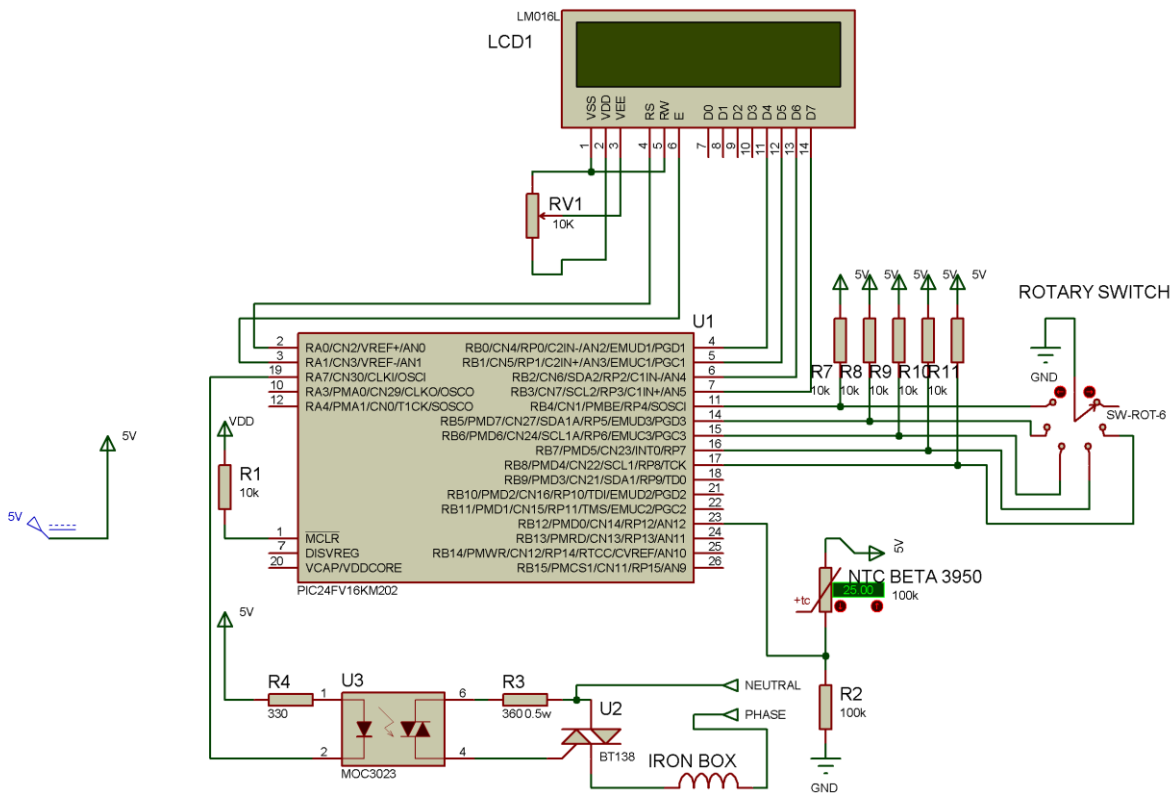 LM016L
LCD1
VSS VDD VEE RS RW E D0 D1 D2 D3 D4 D5 D6 D7
1 2 3 4 5 6 7 8 9 10 11 12 13 14
RV1
10K
5V 5V 5V 5V 5V
ROTARY SWITCH
U1
2 RA0/CN2/VREF+/AN0 RB0/CN4/RP0/C2IN-/AN2/EMUD1/PGD1 4
3 RA1/CN3/VREF-/AN1 RB1/CN5/RP1/C2IN+/AN3/EMUC1/PGC1 5
19 RA7/CN30/CLKI/OSCI RB2/CN6/SDA2/RP2/C1IN-/AN4 6
10 RA3/PMA0/CN29/CLKO/OSCO RB3/CN7/SCL2/RP3/C1IN+/AN5 7
12 RA4/PMA1/CN0/T1CK/SOSCO RB4/CN1/PMBE/RP4/SOSCI 11
RB5/PMD7/CN27/SDA1A/RP5/EMUD3/PGD3 14
RB6/PMD6/CN24/SCL1A/RP6/EMUC3/PGC3 15
RB7/PMD5/CN23/INT0/RP7 16
RB8/PMD4/CN22/SCL1/RP8/TCK 17
RB9/PMD3/CN21/SDA1/RP9/TD0 18
RB10/PMD2/CN16/RP10/TDI/EMUD2/PGD2 21
RB11/PMD1/CN15/RP11/TMS/EMUC2/PGC2 22
RB12/PMD0/CN14/RP12/AN12 23
1 MCLR RB13/PMRD/CN13/RP13/AN11 24
7 DISVREG RB14/PMWR/CN12/RP14/RTCC/CVREF/AN10 25
20 VCAP/VDDCORE RB15/PMCS1/CN11/RP15/AN9 26
PIC24FV16KM202
R7 R8 R9 R10 R11
10k 10k 10k 10k 10k
GND
SW-ROT-6
VDD
R1
10k
5V
5V
5V
NTC BETA 3950
25.00
100k
+tc
5V
R4
330
U3
1 6
2 4
MOC3023
R3
360 0.5w
NEUTRAL
U2
PHASE
BT138
IRON BOX
R2
100k
GND